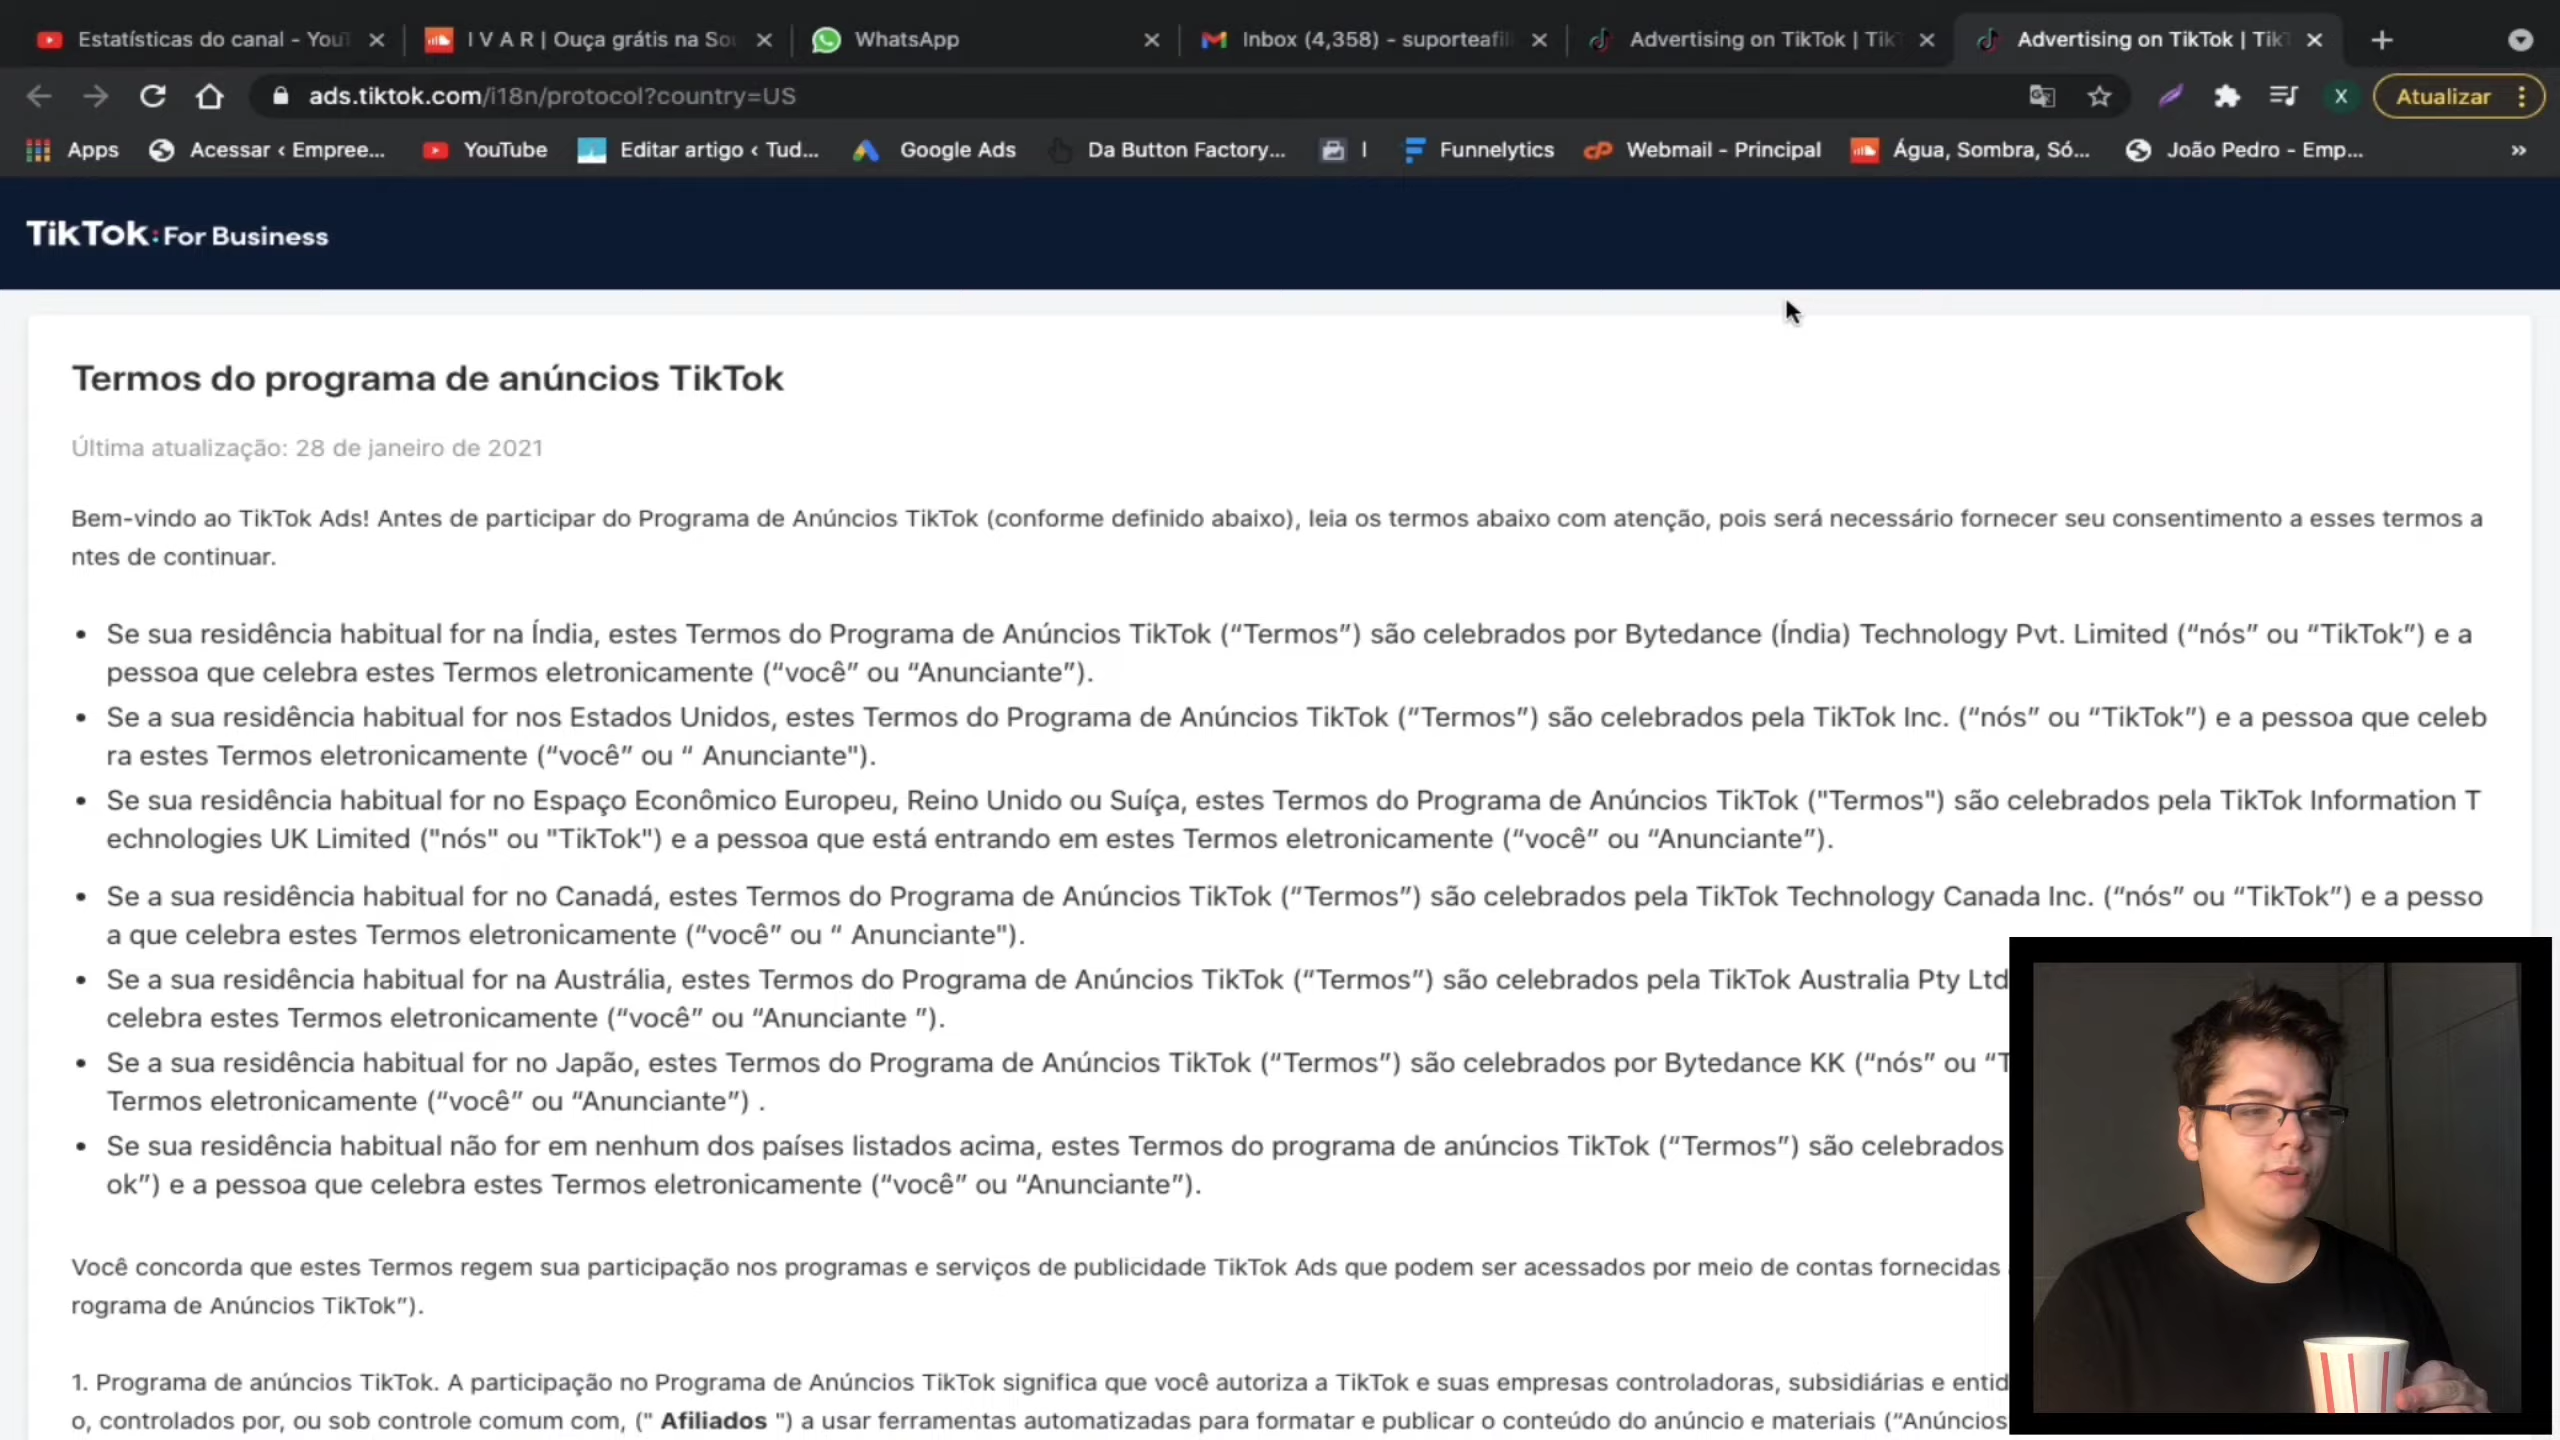 Estatísticas do canal - YouT
I V A R | Ouça grátis na Sou
WhatsApp
Inbox (4,358) - suporteafil
Advertising on TikTok | Tik
Advertising on TikTok | Tik
ads.tiktok.com/i18n/protocol?country=US
X
Atualizar
Apps
Acessar ‹ Empree...
YouTube
Editar artigo ‹ Tud...
Google Ads
Da Button Factory...
I
Funnelytics
Webmail - Principal
Água, Sombra, Só...
João Pedro - Emp...
»
TikTok: For Business
Termos do programa de anúncios TikTok
Última atualização: 28 de janeiro de 2021
Bem-vindo ao TikTok Ads! Antes de participar do Programa de Anúncios TikTok (conforme definido abaixo), leia os termos abaixo com atenção, pois será necessário fornecer seu consentimento a esses termos a
ntes de continuar.
• Se sua residência habitual for na Índia, estes Termos do Programa de Anúncios TikTok (“Termos”) são celebrados por Bytedance (Índia) Technology Pvt. Limited (“nós” ou “TikTok”) e a
pessoa que celebra estes Termos eletronicamente (“você” ou “Anunciante”).
• Se a sua residência habitual for nos Estados Unidos, estes Termos do Programa de Anúncios TikTok (“Termos”) são celebrados pela TikTok Inc. (“nós” ou “TikTok”) e a pessoa que celeb
ra estes Termos eletronicamente (“você” ou “ Anunciante").
• Se sua residência habitual for no Espaço Econômico Europeu, Reino Unido ou Suíça, estes Termos do Programa de Anúncios TikTok ("Termos") são celebrados pela TikTok Information T
echnologies UK Limited ("nós" ou "TikTok") e a pessoa que está entrando em estes Termos eletronicamente (“você” ou “Anunciante”).
• Se a sua residência habitual for no Canadá, estes Termos do Programa de Anúncios TikTok (“Termos”) são celebrados pela TikTok Technology Canada Inc. (“nós” ou “TikTok”) e a pesso
a que celebra estes Termos eletronicamente (“você” ou “ Anunciante").
• Se a sua residência habitual for na Austrália, estes Termos do Programa de Anúncios TikTok (“Termos”) são celebrados pela TikTok Australia Pty Ltd
celebra estes Termos eletronicamente (“você” ou “Anunciante ”).
• Se a sua residência habitual for no Japão, estes Termos do Programa de Anúncios TikTok (“Termos”) são celebrados por Bytedance KK (“nós” ou “T
Termos eletronicamente (“você” ou “Anunciante”) .
• Se sua residência habitual não for em nenhum dos países listados acima, estes Termos do programa de anúncios TikTok (“Termos”) são celebrados
ok”) e a pessoa que celebra estes Termos eletronicamente (“você” ou “Anunciante”).
Você concorda que estes Termos regem sua participação nos programas e serviços de publicidade TikTok Ads que podem ser acessados por meio de contas fornecidas
rograma de Anúncios TikTok”).
1. Programa de anúncios TikTok. A participação no Programa de Anúncios TikTok significa que você autoriza a TikTok e suas empresas controladoras, subsidiárias e entid
o, controlados por, ou sob controle comum com, (" Afiliados ") a usar ferramentas automatizadas para formatar e publicar o conteúdo do anúncio e materiais (“Anúncios